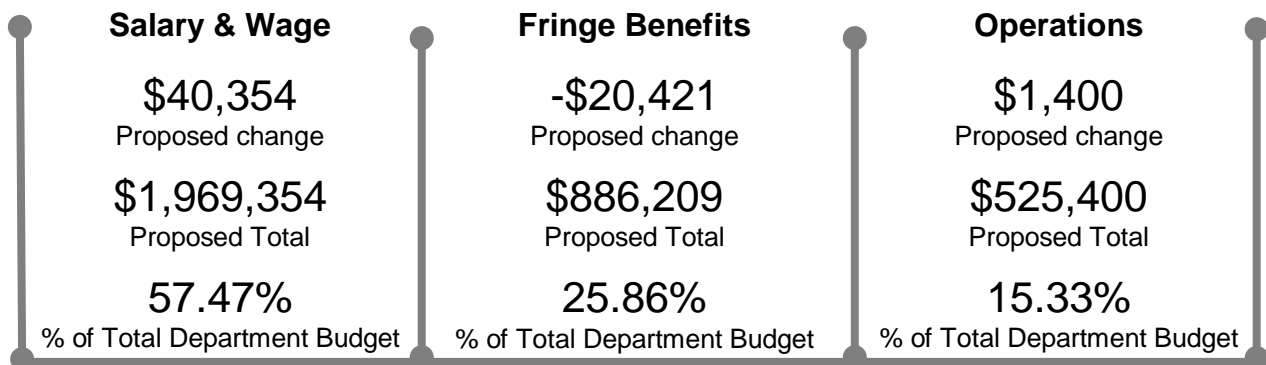 Salary & Wage
$40,354
Proposed change
$1,969,354
Proposed Total
57.47%
% of Total Department Budget
Fringe Benefits
-$20,421
Proposed change
$886,209
Proposed Total
25.86%
% of Total Department Budget
Operations
$1,400
Proposed change
$525,400
Proposed Total
15.33%
% of Total Department Budget